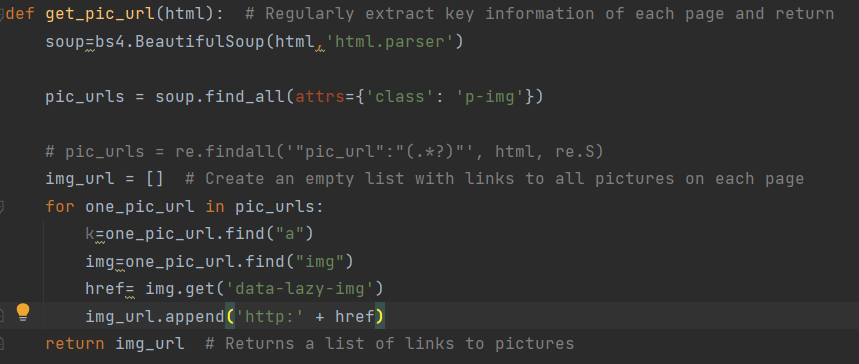 def get_pic_url(html):  # Regularly extract key information of each page and return
    soup=bs4.BeautifulSoup(html,'html.parser')
    pic_urls = soup.find_all(attrs={'class': 'p-img'})
    # pic_urls = re.findall('"pic_url":"(.*?)"', html, re.S)
    img_url = []  # Create an empty list with links to all pictures on each page
    for one_pic_url in pic_urls:
        k=one_pic_url.find("a")
        img=one_pic_url.find("img")
        href= img.get('data-lazy-img')
        img_url.append('http:' + href)
    return img_url  # Returns a list of links to pictures